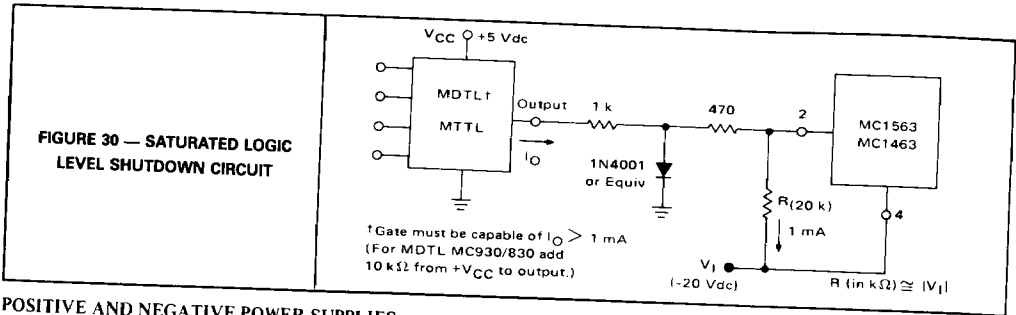 FIGURE 30 — SATURATED LOGIC
LEVEL SHUTDOWN CIRCUIT
VCC
+5 Vdc
MDTL†
MTTL
Output
IO
1 k
470
2
MC1563
MC1463
1N4001
or Equiv
R(20 k)
1 mA
4
†Gate must be capable of IO > 1 mA
(For MDTL MC930/830 add
10 kΩ from +VCC to output.)
VI
(-20 Vdc)
R (in kΩ) ≅ |VI|
POSITIVE AND NEGATIVE POWER SUPPLIES